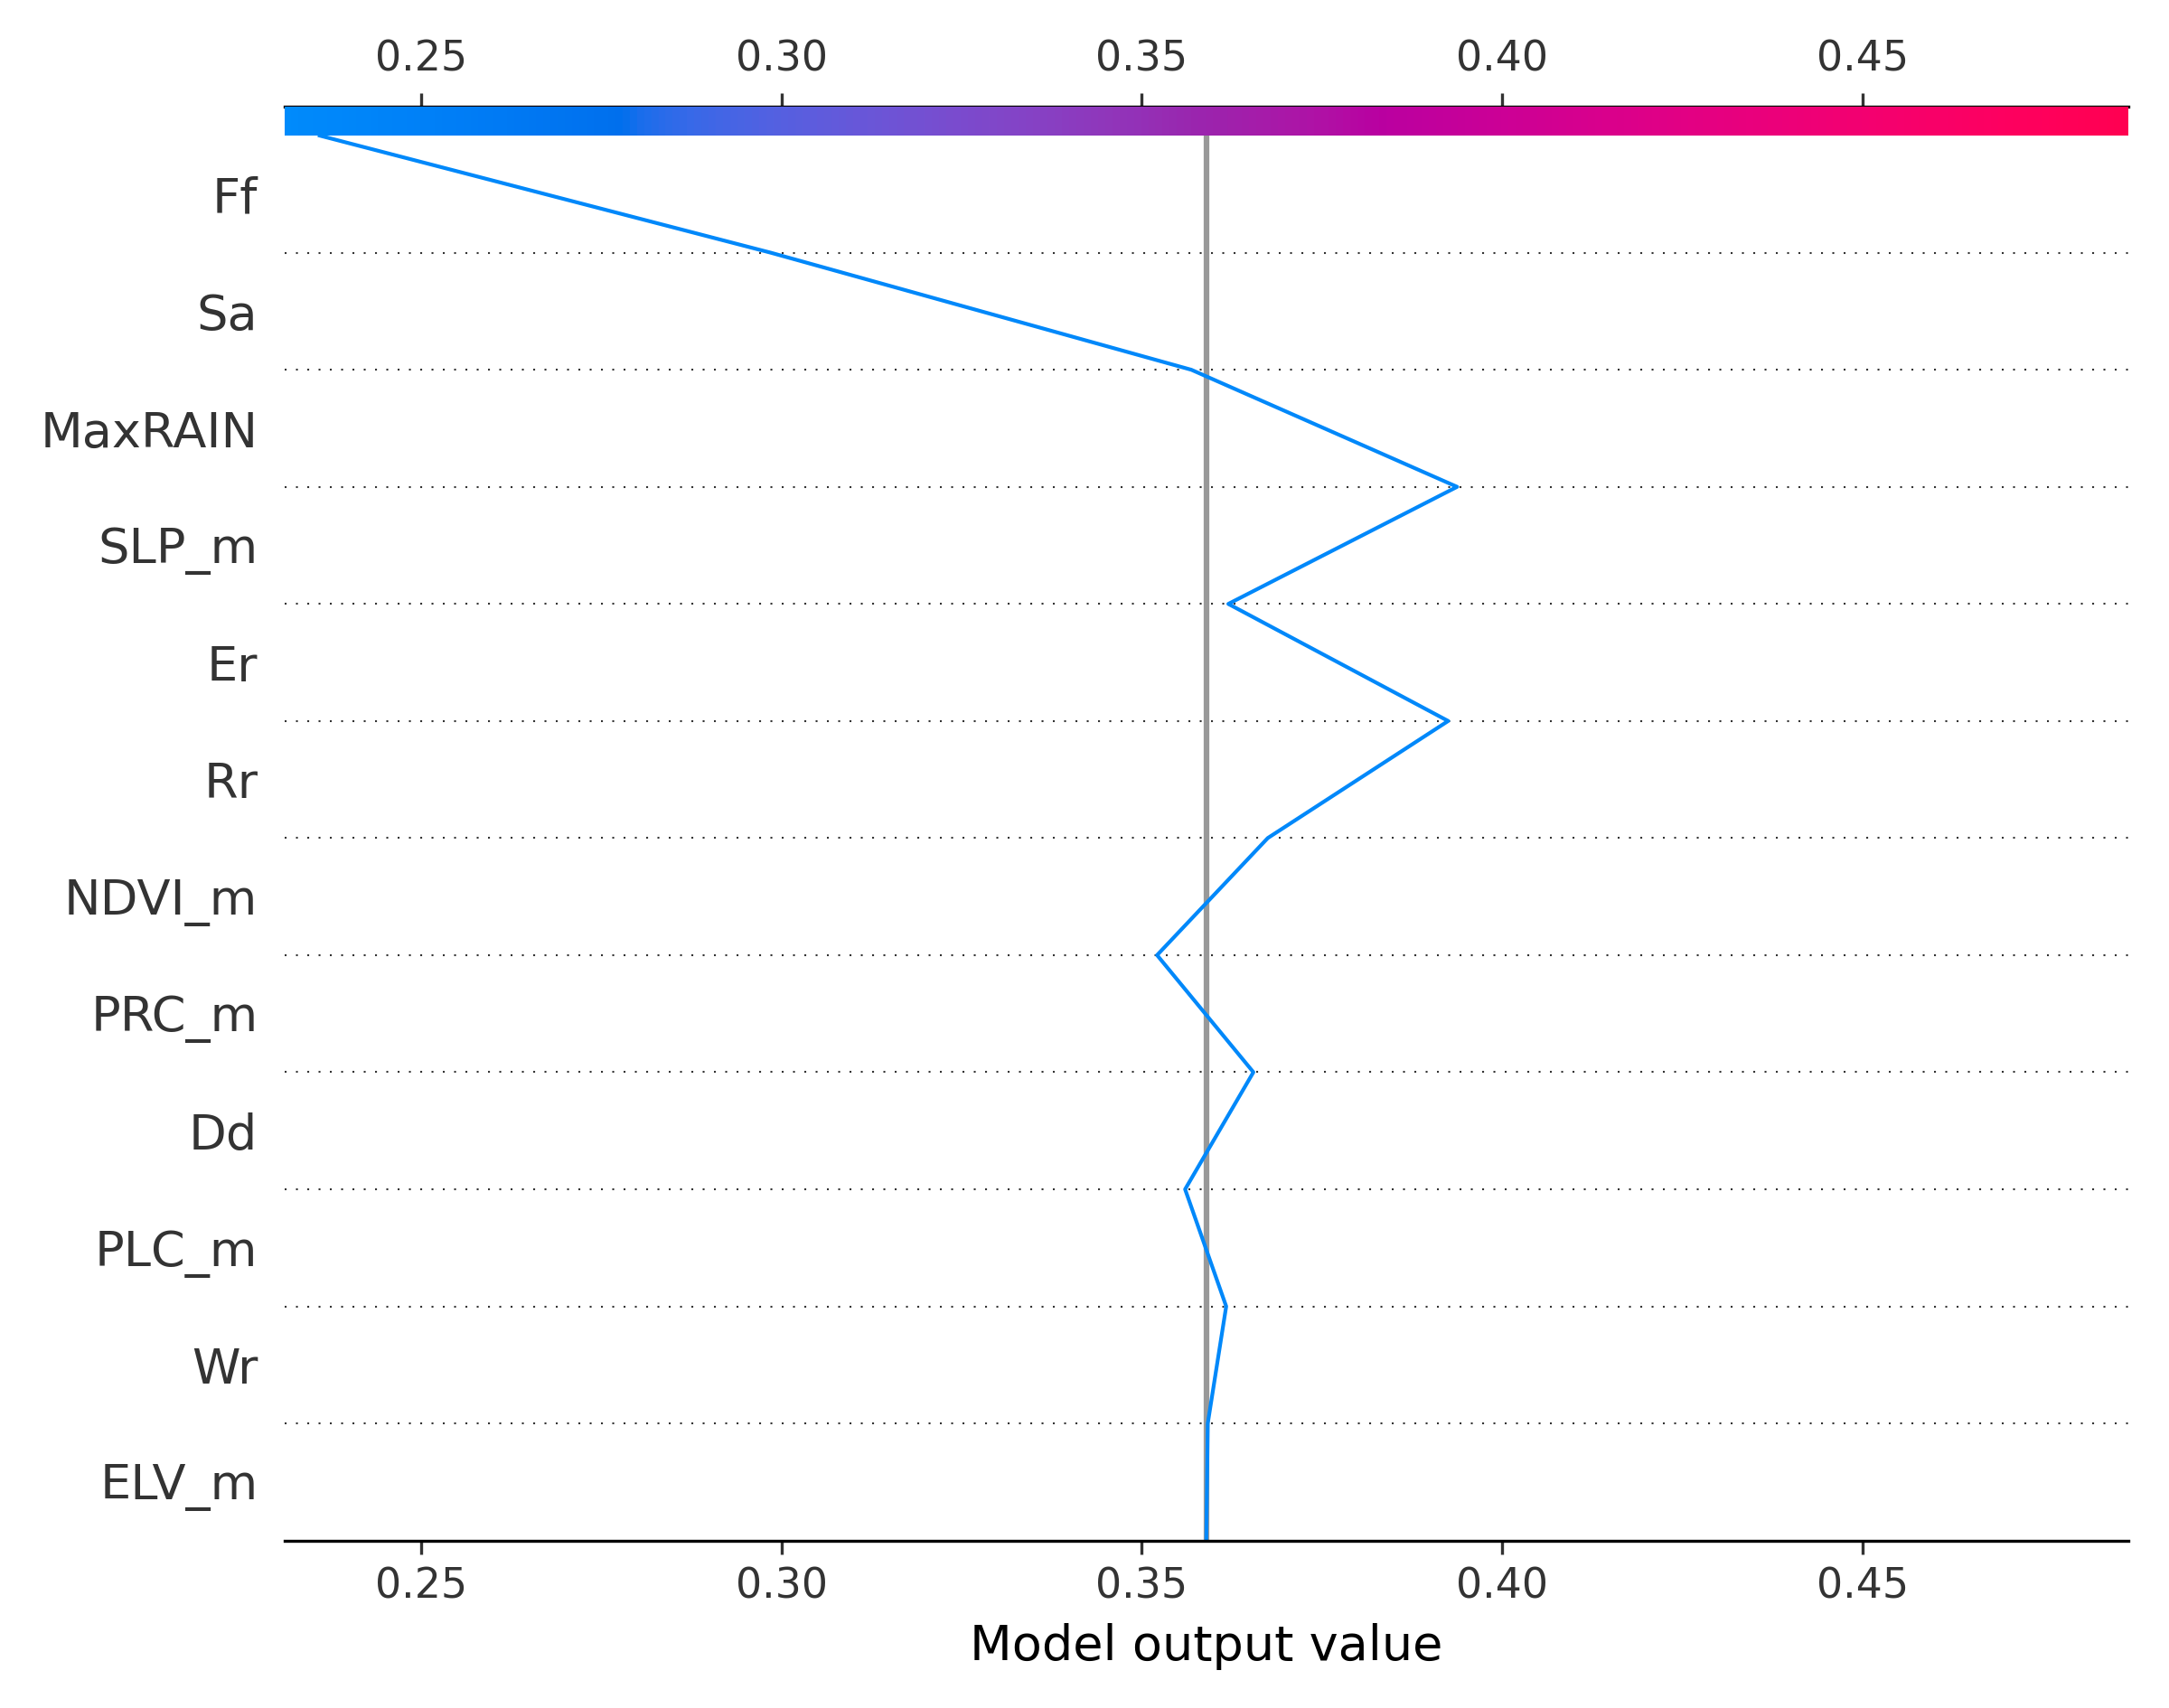 0.25 0.30 0.35 0.40 0.45
Ff
Sa
MaxRAIN
SLP_m
Er
Rr
NDVI_m
PRC_m
Dd
PLC_m
Wr
ELV_m
0.25 0.30 0.35 0.40 0.45
Model output value